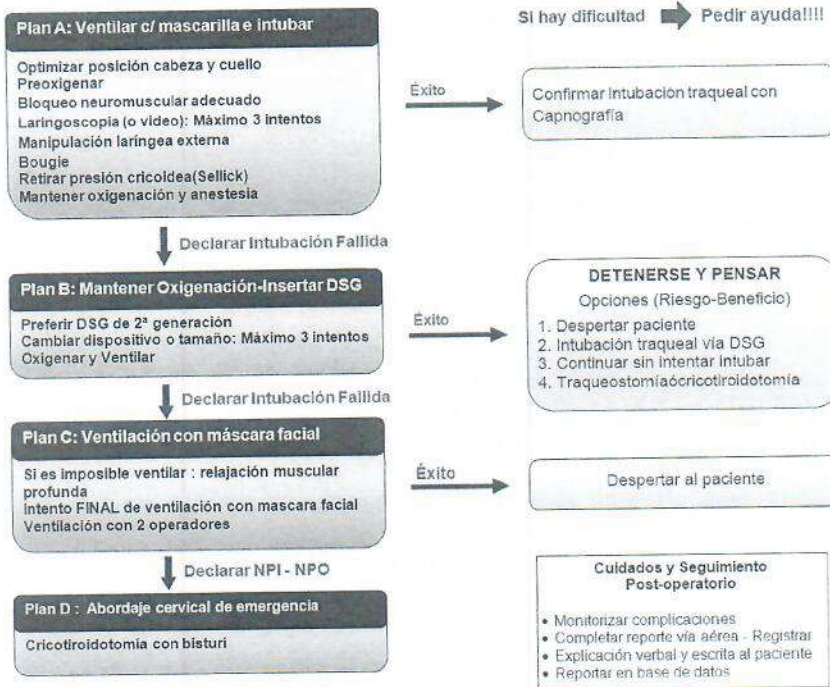 Si hay dificultad Pedir ayuda!!!!
Plan A: Ventilar c/ mascarilla e intubar
Optimizar posición cabeza y cuello
Preoxigenar
Bloqueo neuromuscular adecuado
Laringoscopia (o video): Máximo 3 intentos
Manipulación laríngea externa
Bougie
Retirar presión cricoidea(Sellick)
Mantener oxigenación y anestesia
Éxito
Confirmar Intubación traqueal con
Capnografía
Declarar Intubación Fallida
Plan B: Mantener Oxigenación-Insertar DSG
Preferir DSG de 2ª generación
Cambiar dispositivo o tamaño: Máximo 3 intentos
Oxigenar y Ventilar
Éxito
DETENERSE Y PENSAR
Opciones (Riesgo-Beneficio)
1. Despertar paciente
2. Intubación traqueal vía DSG
3. Continuar sin intentar intubar
4. Traqueostomíaócricotiroidotomía
Declarar Intubación Fallida
Plan C: Ventilación con máscara facial
Si es imposible ventilar : relajación muscular
profunda
Intento FINAL de ventilación con mascara facial
Ventilación con 2 operadores
Éxito
Despertar al paciente
Declarar NPI - NPO
Plan D : Abordaje cervical de emergencia
Cricotiroidotomía con bisturí
Cuidados y Seguimiento
Post-operatorio
• Monitorizar complicaciones
• Completar reporte vía aérea - Registrar
• Explicación verbal y escrita al paciente
• Reportar en base de datos